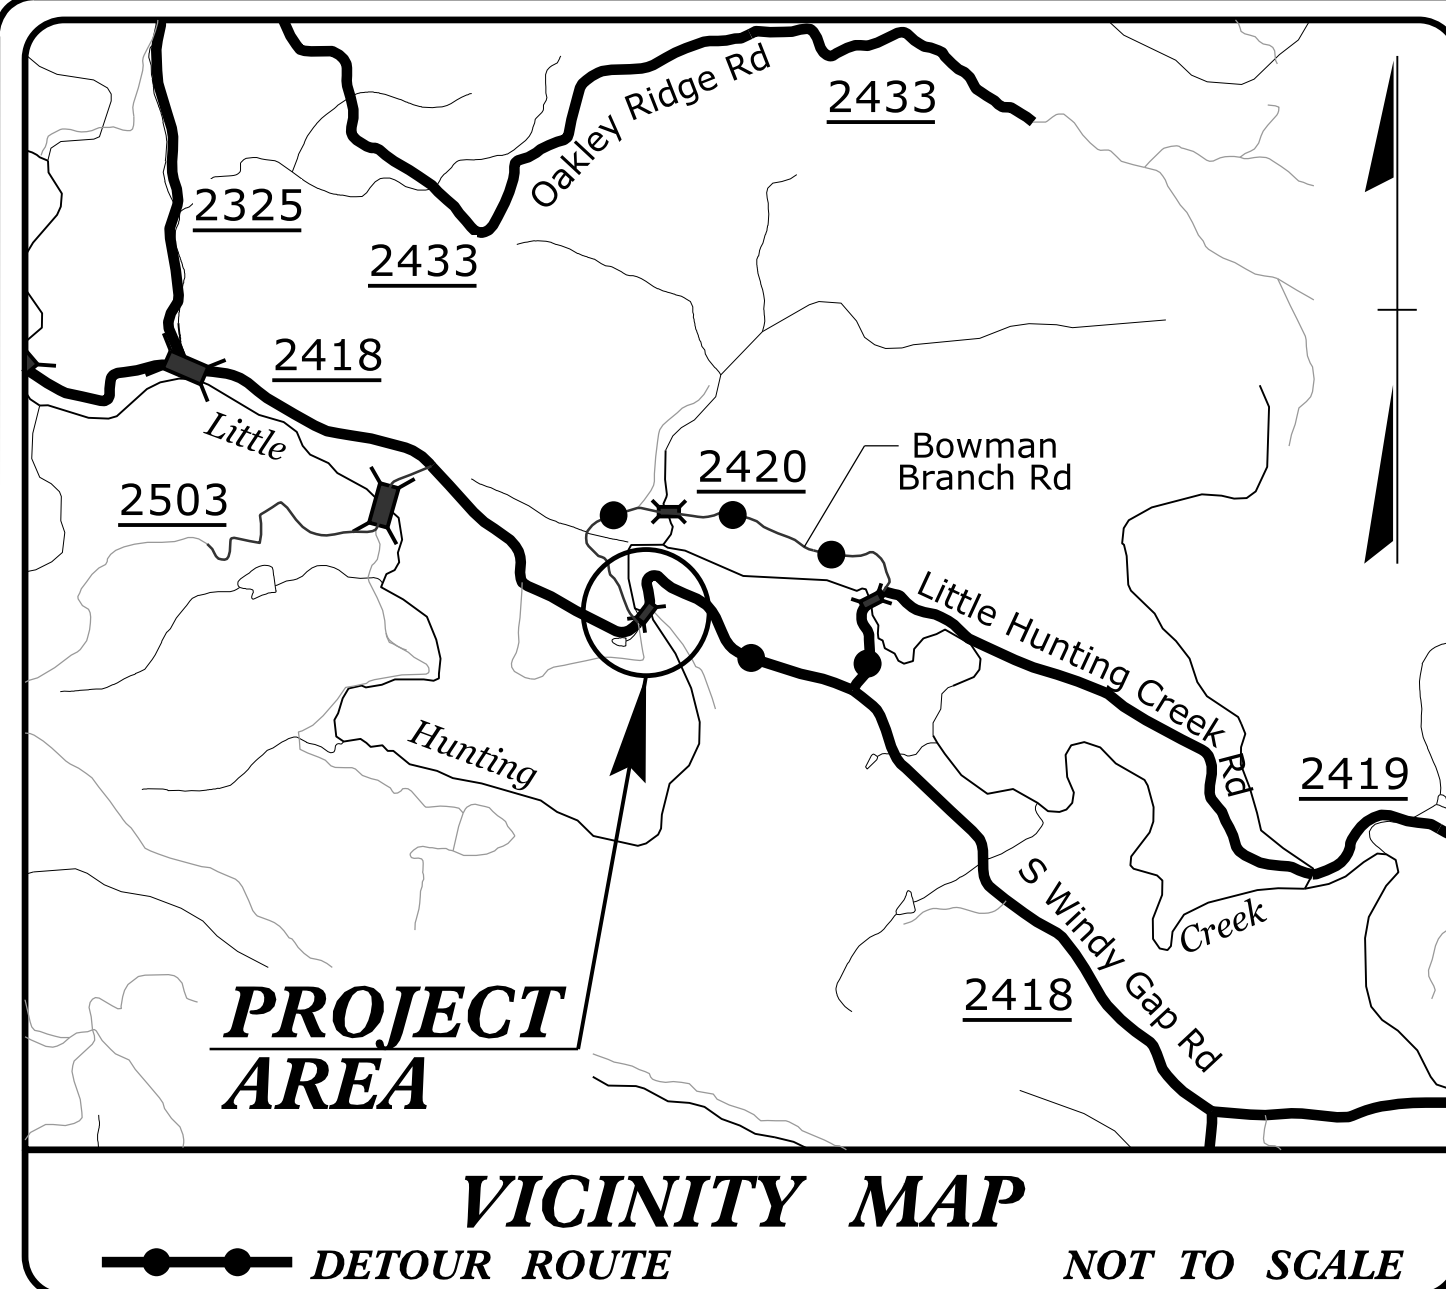 Oakley Ridge Rd
2433
2325
2433
2418
Little
2503
2420
Bowman
Branch Rd
Little Hunting Creek Rd
Hunting
2419
S Windy Gap Rd
Creek
2418
PROJECT
AREA
VICINITY MAP
DETOUR ROUTE
NOT TO SCALE